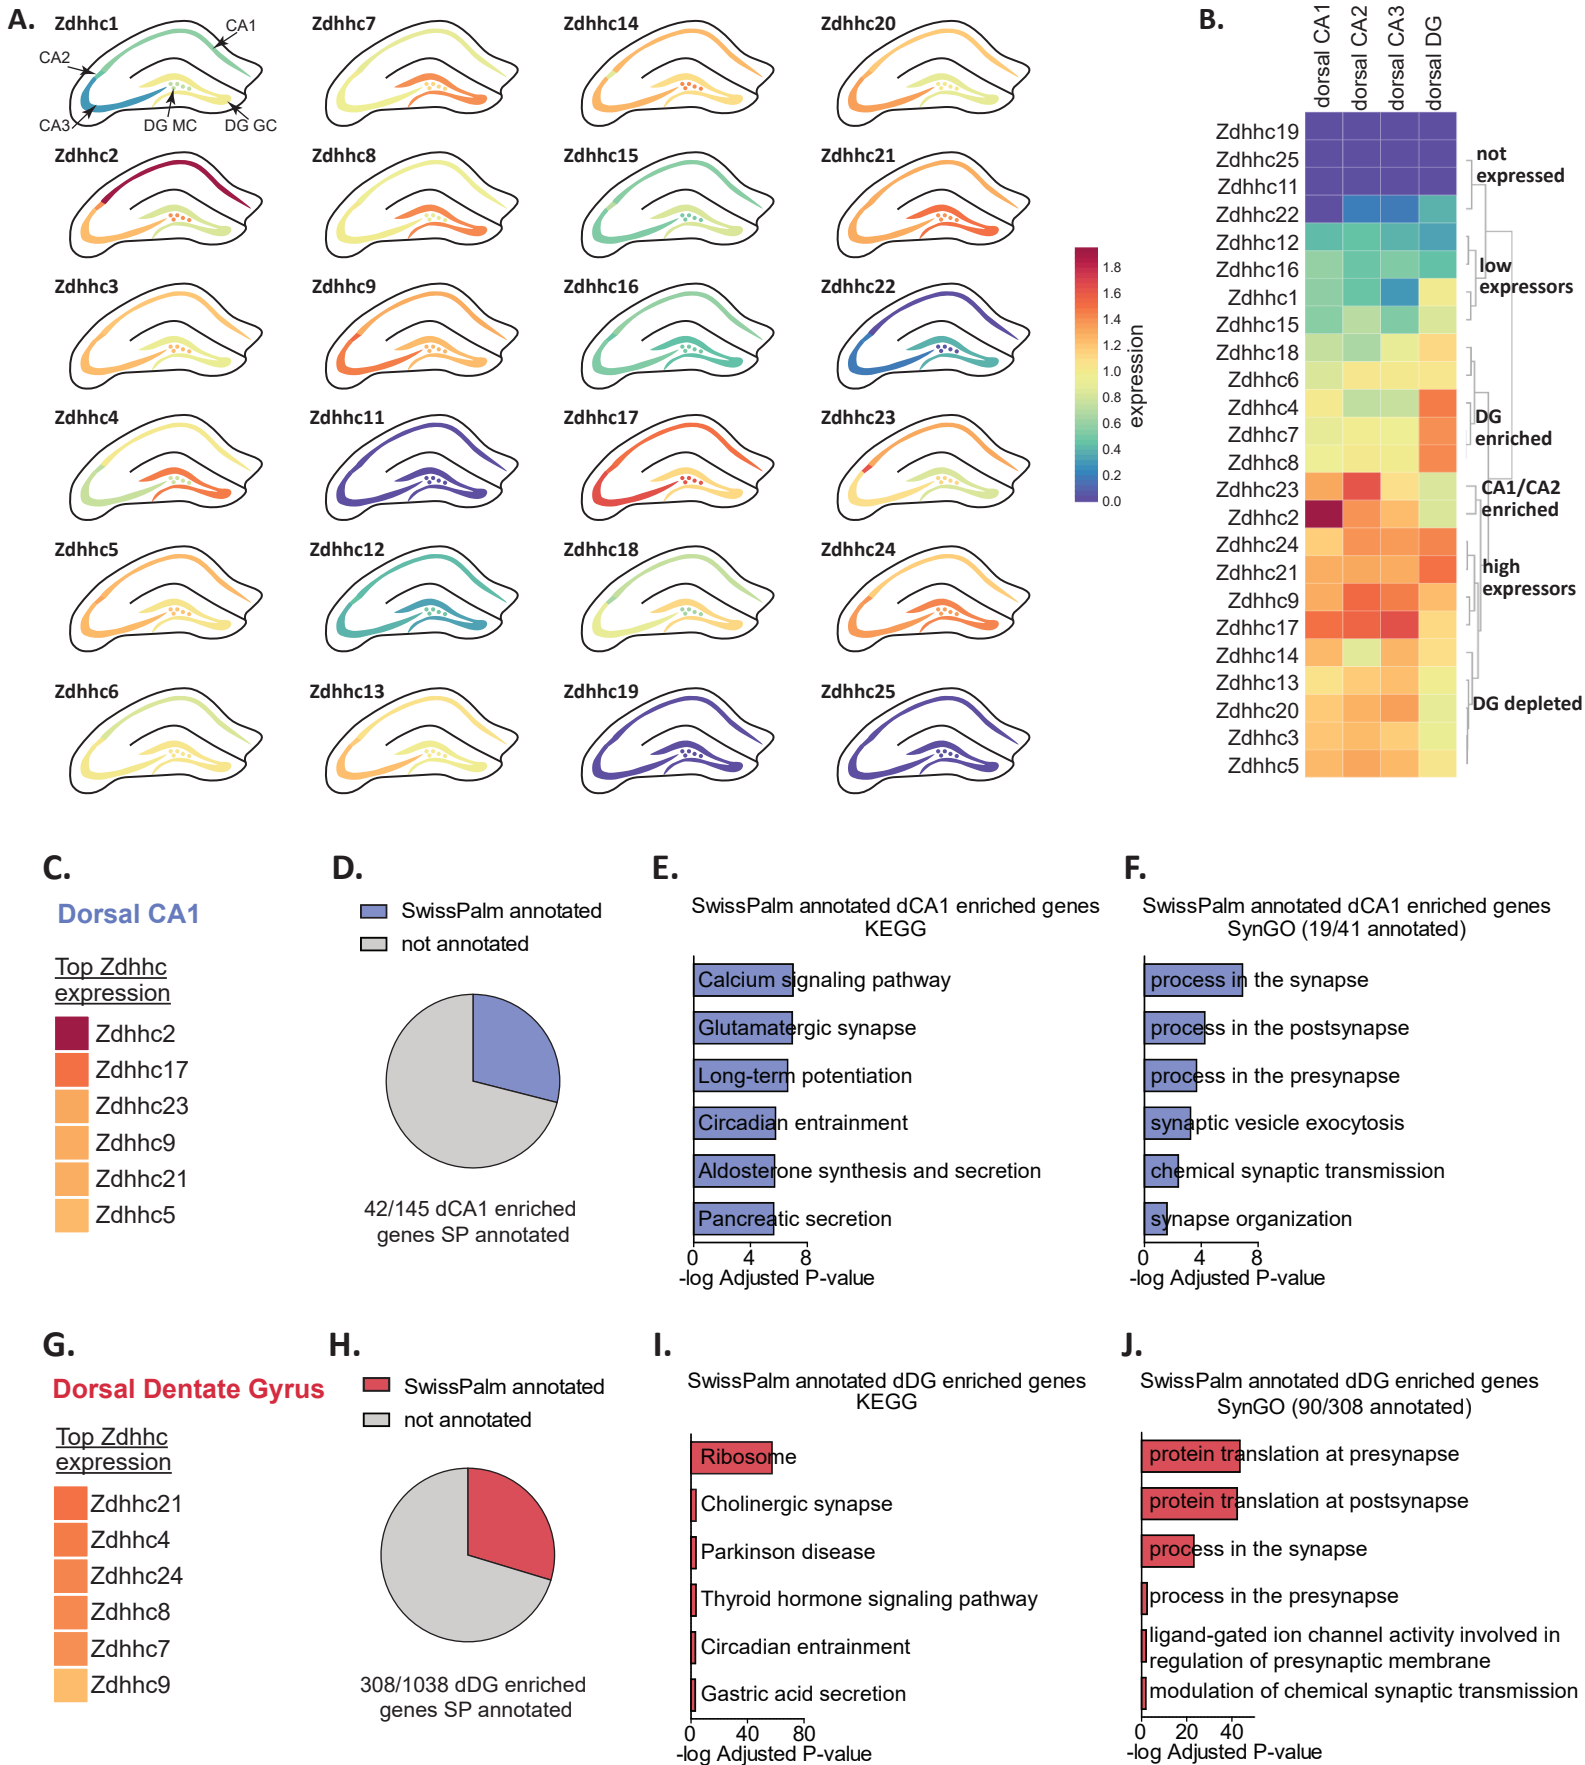 A.
Zdhhc1
CA1
CA2
CA3
DG MC
DG GC
Zdhhc7
Zdhhc14
Zdhhc20
Zdhhc2
Zdhhc8
Zdhhc15
Zdhhc21
Zdhhc3
Zdhhc9
Zdhhc16
Zdhhc22
Zdhhc4
Zdhhc11
Zdhhc17
Zdhhc23
Zdhhc5
Zdhhc12
Zdhhc18
Zdhhc24
Zdhhc6
Zdhhc13
Zdhhc19
Zdhhc25
1.8
1.6
1.4
1.2
1.0
0.8
0.6
0.4
0.2
0.0
expression
B.
dorsal CA1
dorsal CA2
dorsal CA3
dorsal DG
Zdhhc19
Zdhhc25
Zdhhc11
Zdhhc22
Zdhhc12
Zdhhc16
Zdhhc1
Zdhhc15
Zdhhc18
Zdhhc6
Zdhhc4
Zdhhc7
Zdhhc8
Zdhhc23
Zdhhc2
Zdhhc24
Zdhhc21
Zdhhc9
Zdhhc17
Zdhhc14
Zdhhc13
Zdhhc20
Zdhhc3
Zdhhc5
not
expressed
low
expressors
DG
enriched
CA1/CA2
enriched
high
expressors
DG depleted
C.
Dorsal CA1
Top Zdhhc
expression
Zdhhc2
Zdhhc17
Zdhhc23
Zdhhc9
Zdhhc21
Zdhhc5
D.
SwissPalm annotated
not annotated
42/145 dCA1 enriched
genes SP annotated
E.
SwissPalm annotated dCA1 enriched genes
KEGG
Calcium signaling pathway
Glutamatergic synapse
Long-term potentiation
Circadian entrainment
Aldosterone synthesis and secretion
Pancreatic secretion
0 4 8
-log Adjusted P-value
F.
SwissPalm annotated dCA1 enriched genes
SynGO (19/41 annotated)
process in the synapse
process in the postsynapse
process in the presynapse
synaptic vesicle exocytosis
chemical synaptic transmission
synapse organization
0 4 8
-log Adjusted P-value
G.
Dorsal Dentate Gyrus
Top Zdhhc
expression
Zdhhc21
Zdhhc4
Zdhhc24
Zdhhc8
Zdhhc7
Zdhhc9
H.
SwissPalm annotated
not annotated
308/1038 dDG enriched
genes SP annotated
I.
SwissPalm annotated dDG enriched genes
KEGG
Ribosome
Cholinergic synapse
Parkinson disease
Thyroid hormone signaling pathway
Circadian entrainment
Gastric acid secretion
0 40 80
-log Adjusted P-value
J.
SwissPalm annotated dDG enriched genes
SynGO (90/308 annotated)
protein translation at presynapse
protein translation at postsynapse
process in the synapse
process in the presynapse
ligand-gated ion channel activity involved in
regulation of presynaptic membrane
modulation of chemical synaptic transmission
0 20 40
-log Adjusted P-value